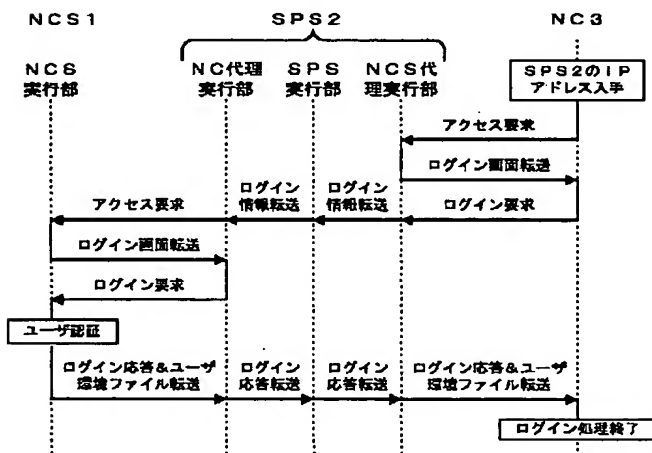 NCS1
SPS2
NC3
NCS
実行部
NC代理
実行部
SPS
実行部
NCS代
理実行部
SPS2のIP
アドレス入手
アクセス要求
ログイン画面転送
アクセス要求
ログイン
情報転送
ログイン
情報転送
ログイン要求
ログイン画面転送
ログイン要求
ユーザ認証
ログイン応答&ユーザ
環境ファイル転送
ログイン
応答転送
ログイン
応答転送
ログイン応答&ユーザ
環境ファイル転送
ログイン処理終了